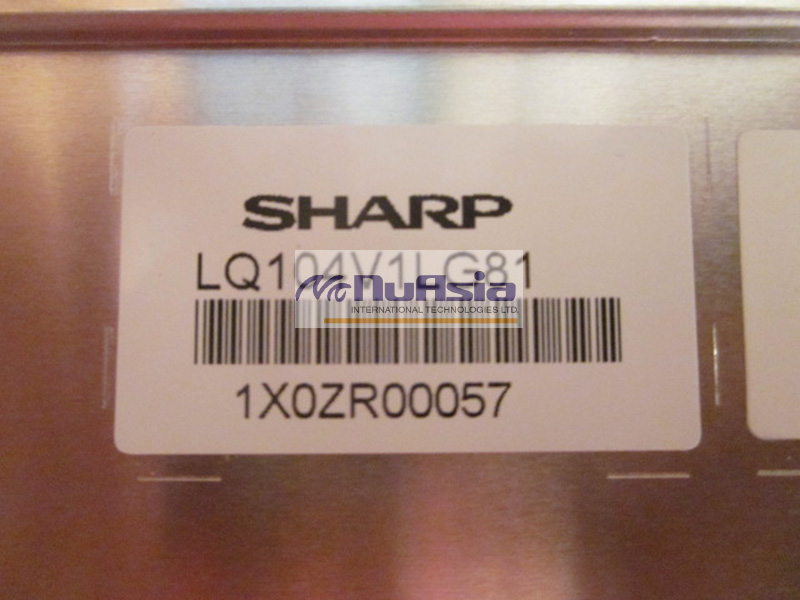 SHARP
LQ104V1LG81
NuAsia
INTERNATIONAL TECHNOLOGIES LTD.
1X0ZR00057